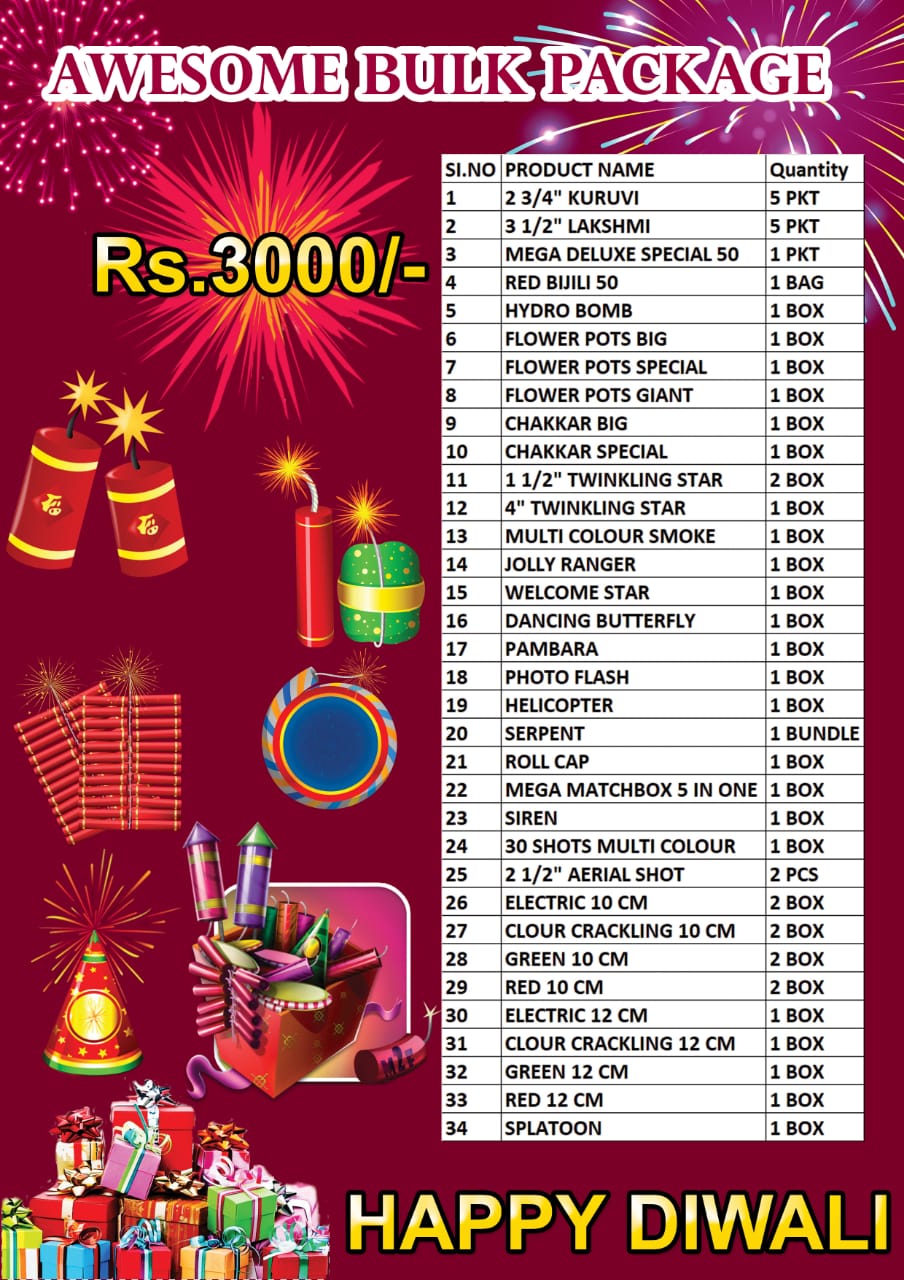 AWESOME BULK PACKAGE
Rs.3000/-
SI.NO PRODUCT NAME Quantity
1 2 3/4" KURUVI 5 PKT
2 3 1/2" LAKSHMI 5 PKT
3 MEGA DELUXE SPECIAL 50 1 PKT
4 RED BIJILI 50 1 BAG
5 HYDRO BOMB 1 BOX
6 FLOWER POTS BIG 1 BOX
7 FLOWER POTS SPECIAL 1 BOX
8 FLOWER POTS GIANT 1 BOX
9 CHAKKAR BIG 1 BOX
10 CHAKKAR SPECIAL 1 BOX
11 1 1/2" TWINKLING STAR 2 BOX
12 4" TWINKLING STAR 1 BOX
13 MULTI COLOUR SMOKE 1 BOX
14 JOLLY RANGER 1 BOX
15 WELCOME STAR 1 BOX
16 DANCING BUTTERFLY 1 BOX
17 PAMBARA 1 BOX
18 PHOTO FLASH 1 BOX
19 HELICOPTER 1 BOX
20 SERPENT 1 BUNDLE
21 ROLL CAP 1 BOX
22 MEGA MATCHBOX 5 IN ONE 1 BOX
23 SIREN 1 BOX
24 30 SHOTS MULTI COLOUR 1 BOX
25 2 1/2" AERIAL SHOT 2 PCS
26 ELECTRIC 10 CM 2 BOX
27 CLOUR CRACKLING 10 CM 2 BOX
28 GREEN 10 CM 2 BOX
29 RED 10 CM 2 BOX
30 ELECTRIC 12 CM 1 BOX
31 CLOUR CRACKLING 12 CM 1 BOX
32 GREEN 12 CM 1 BOX
33 RED 12 CM 1 BOX
34 SPLATOON 1 BOX
HAPPY DIWALI